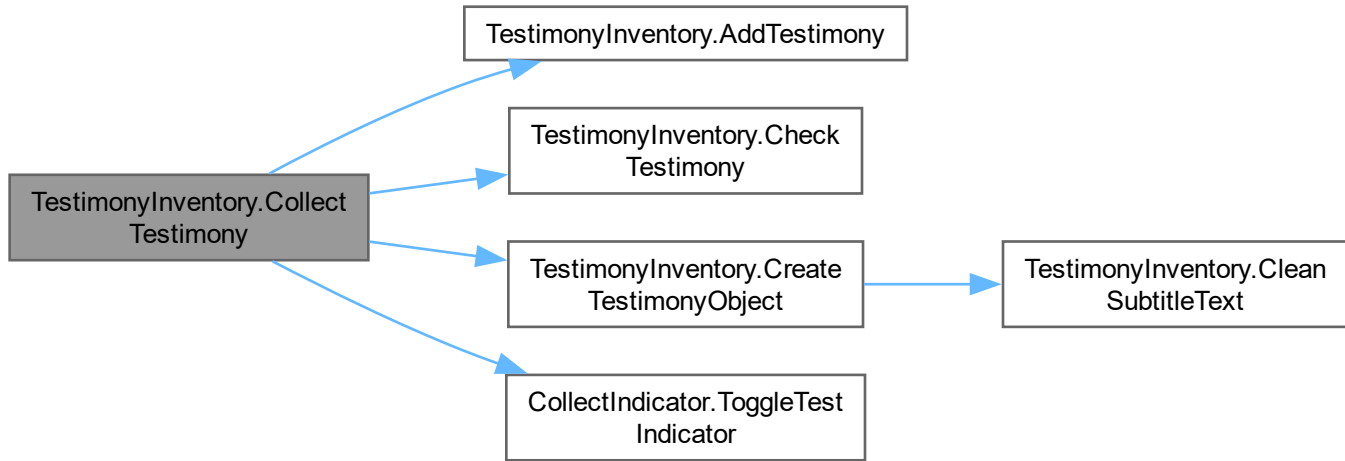 TestimonyInventory.AddTestimony
TestimonyInventory.Check
Testimony
TestimonyInventory.Collect
Testimony
TestimonyInventory.Create
TestimonyObject
TestimonyInventory.Clean
SubtitleText
CollectIndicator.ToggleTest
Indicator